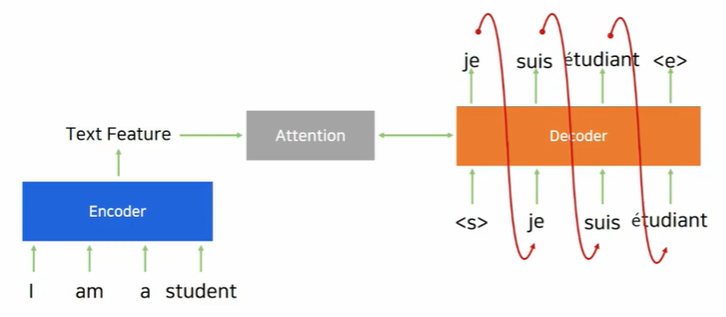 je suis étudiant <e>
Text Feature Attention Decoder
Encoder
<s> je suis étudiant
I am a student